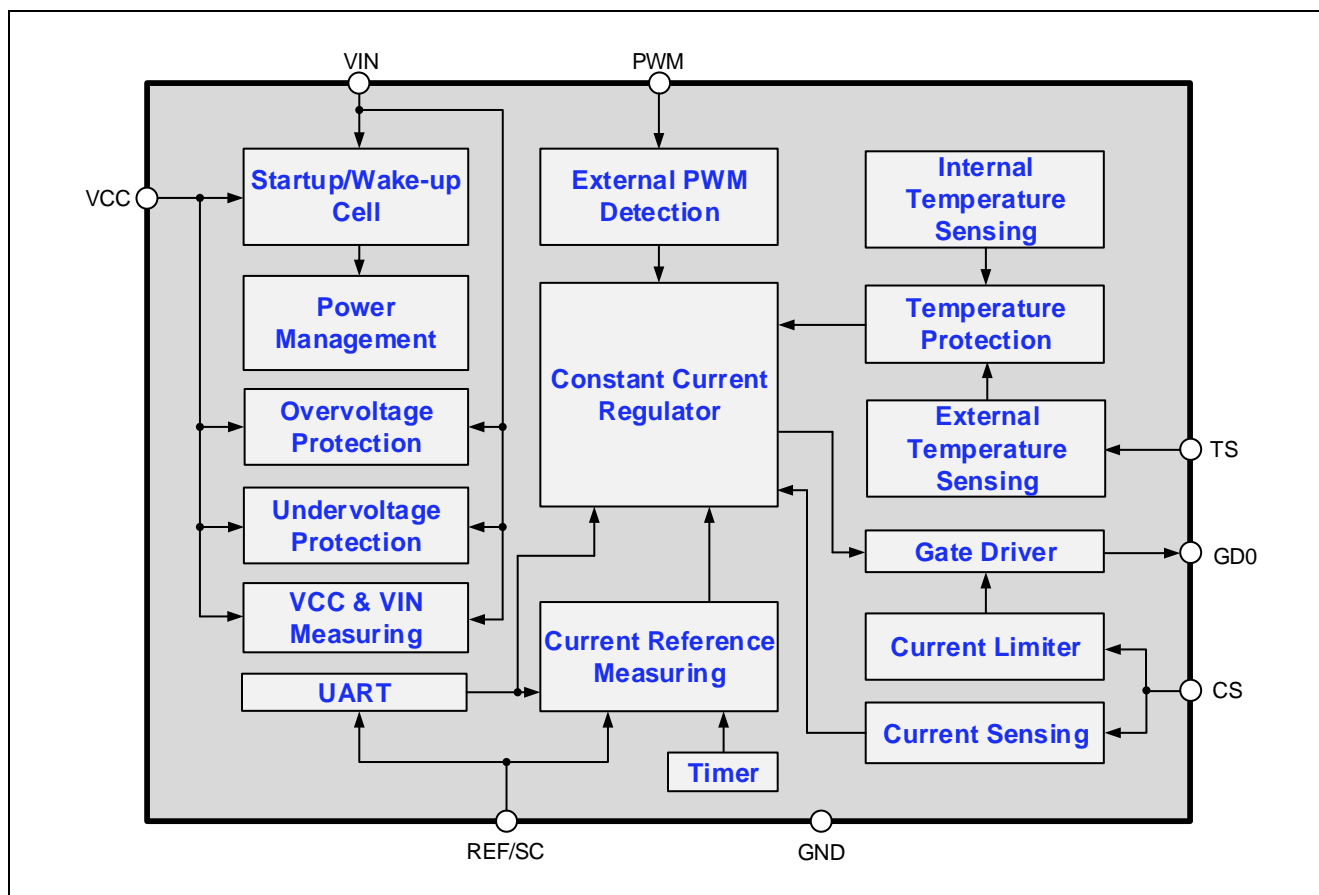 VIN
PWM
VCC
Startup/Wake-up
Cell
External PWM
Detection
Internal
Temperature
Sensing
Power
Management
Temperature
Protection
Constant Current
Regulator
Overvoltage
Protection
External
Temperature
Sensing
TS
Undervoltage
Protection
Gate Driver
GD0
VCC & VIN
Measuring
Current Reference
Measuring
Current Limiter
UART
CS
Current Sensing
Timer
REF/SC
GND